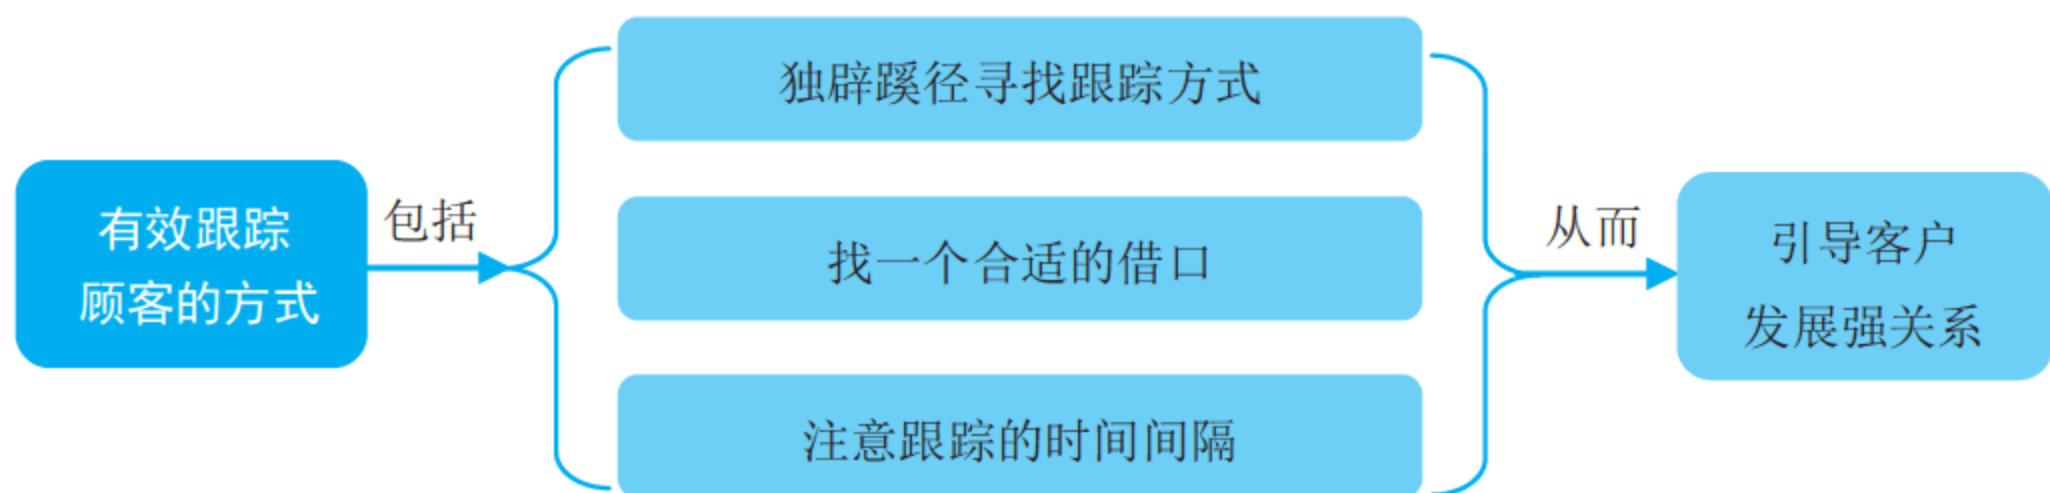 有效跟踪
顾客的方式
包括
独辟蹊径寻找跟踪方式
找一个合适的借口
注意跟踪的时间间隔
从而
引导客户
发展强关系